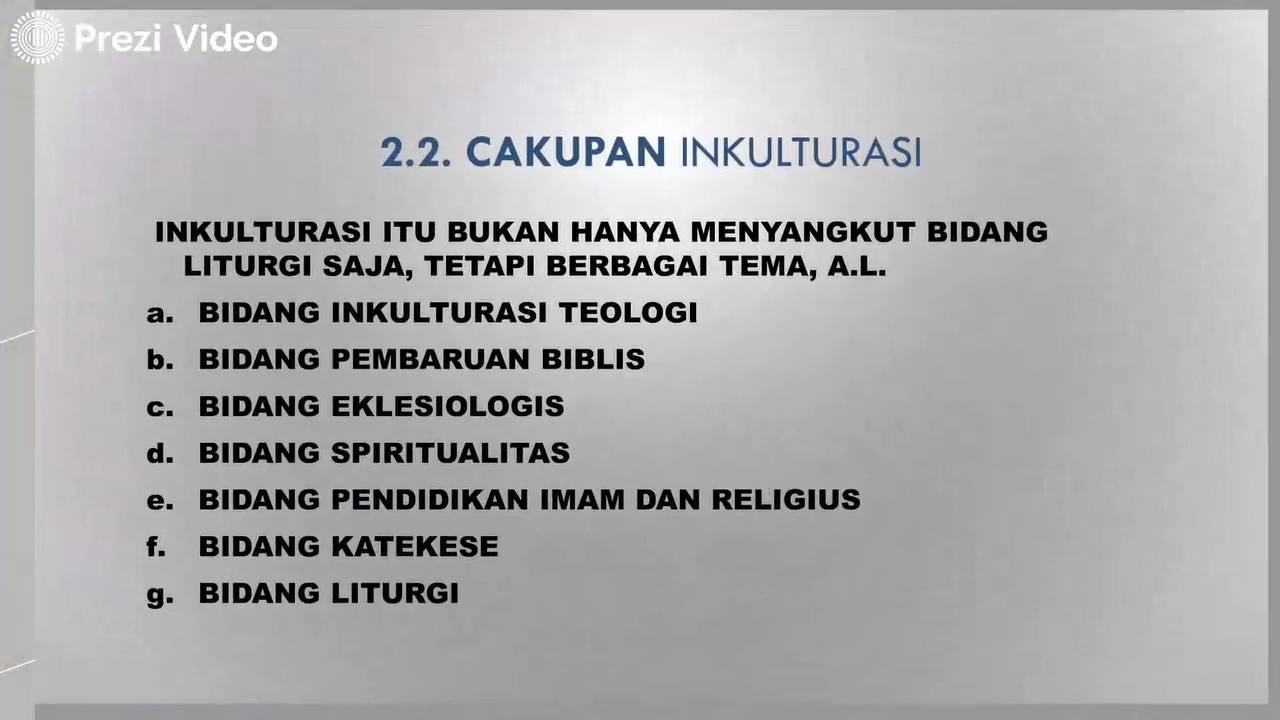 Prezi Video
2.2. CAKUPAN INKULTURASI
INKULTURASI ITU BUKAN HANYA MENYANGKUT BIDANG
LITURGI SAJA, TETAPI BERBAGAI TEMA, A.L.
a. BIDANG INKULTURASI TEOLOGI
b. BIDANG PEMBARUAN BIBLIS
c. BIDANG EKLESIOLOGIS
d. BIDANG SPIRITUALITAS
e. BIDANG PENDIDIKAN IMAM DAN RELIGIUS
f. BIDANG KATEKESE
g. BIDANG LITURGI